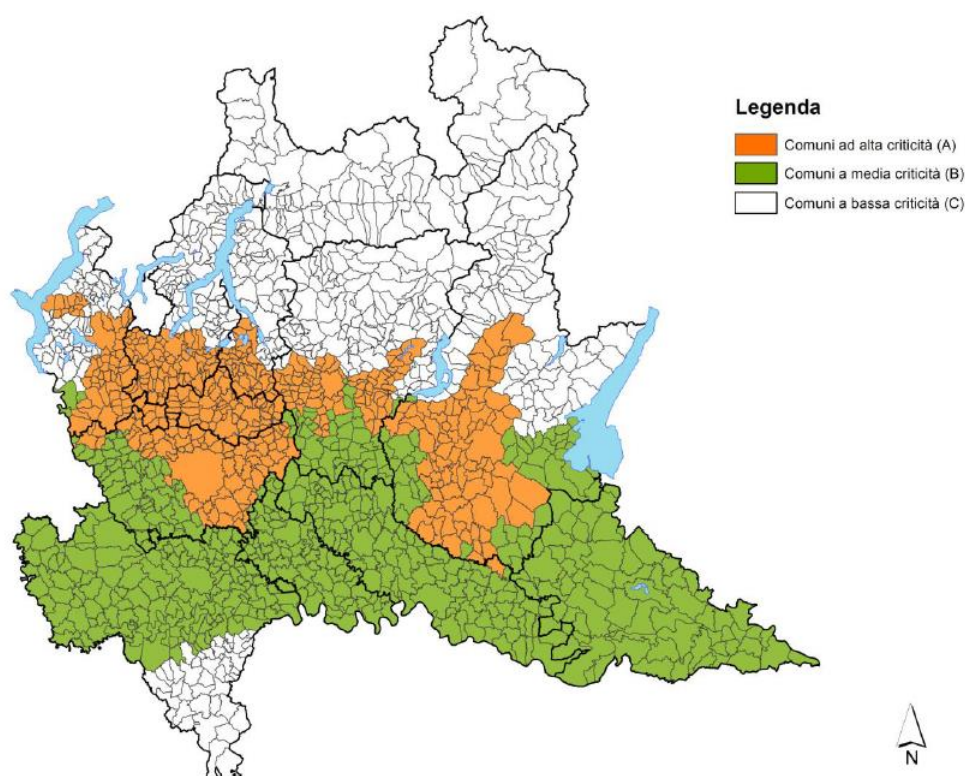 Legenda
Comuni ad alta criticità (A)
Comuni a media criticità (B)
Comuni a bassa criticità (C)
N